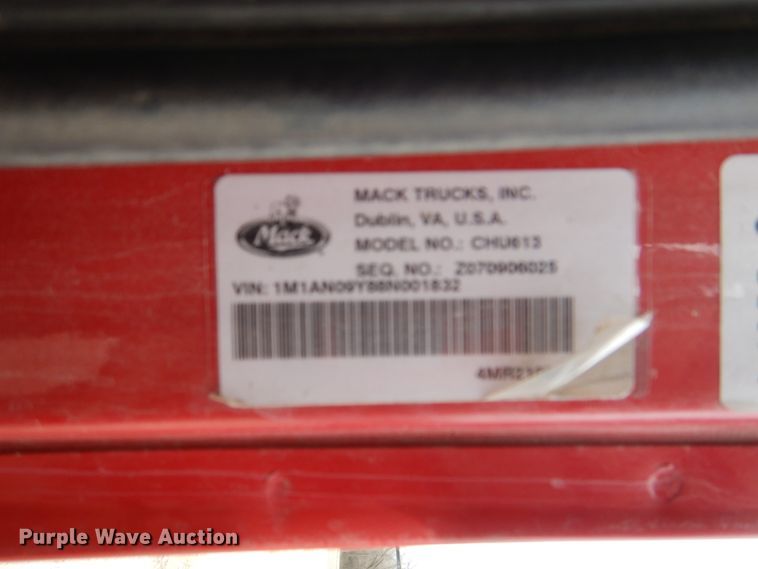 MACK TRUCKS, INC.
Dublin, VA, U.S.A.
MODEL NO.: CHU613
SEQ. NO.: Z070906025
Mack
VIN: 1M1AN09Y88N001832
Purple Wave Auction